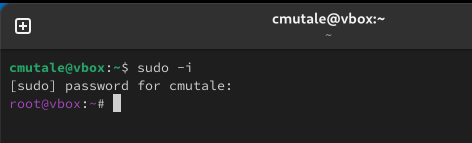 cmutale@vbox:~
~
cmutale@vbox:~$ sudo -i
[sudo] password for cmutale:
root@vbox:~#